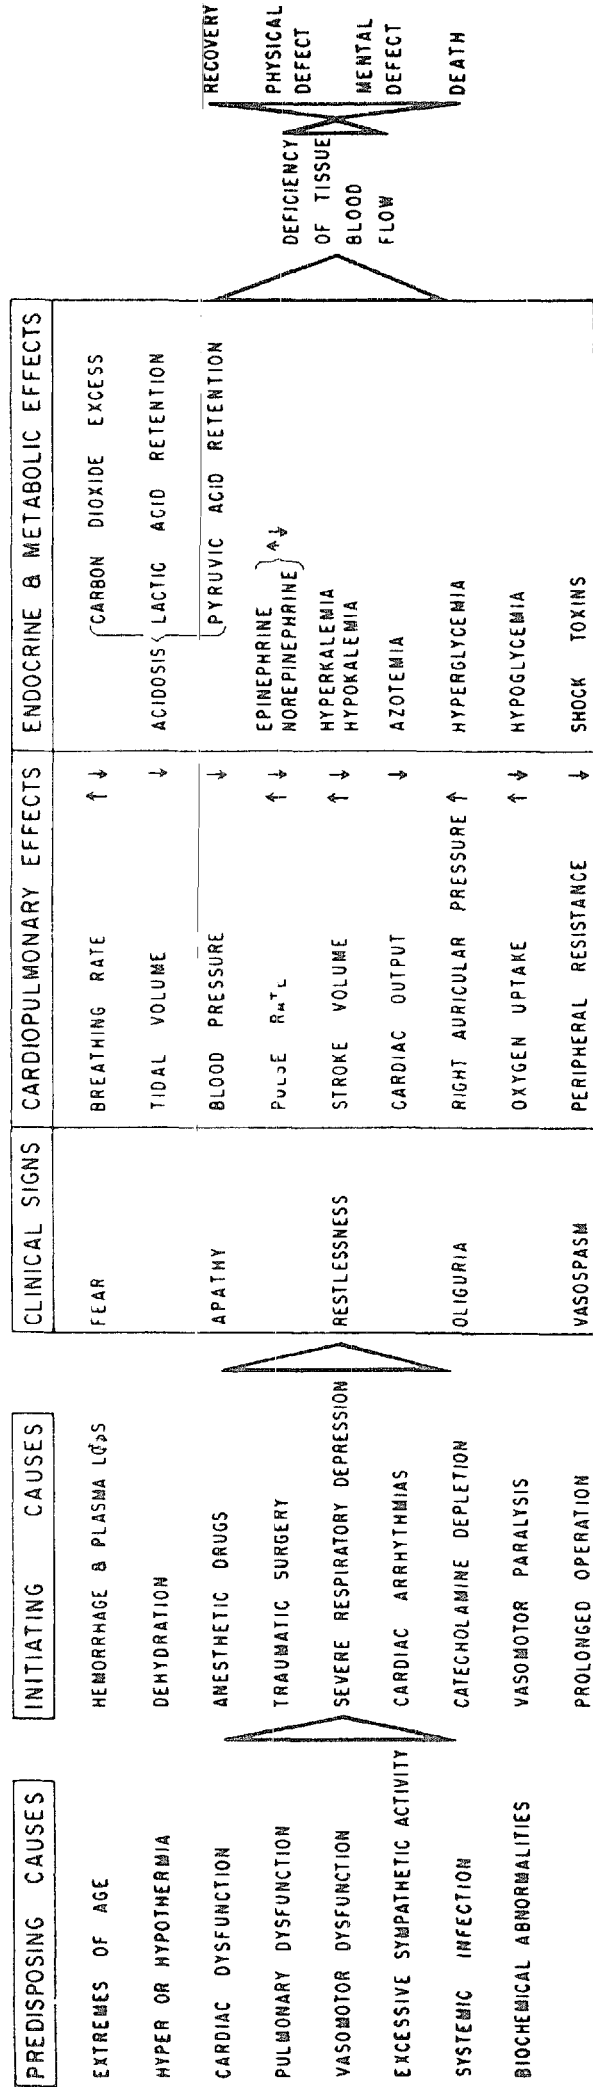 PREDISPOSING CAUSES
EXTREMES OF AGE
HYPER OR HYPOTHERMIA
CARDIAC DYSFUNCTION
PULMONARY DYSFUNCTION
VASOMOTOR DYSFUNCTION
EXCESSIVE SYMPATHETIC ACTIVITY
SYSTEMIC INFECTION
BIOCHEMICAL ABNORMALITIES
INITIATING CAUSES
HEMORRHAGE & PLASMA LOSS
DEHYDRATION
ANESTHETIC DRUGS
TRAUMATIC SURGERY
SEVERE RESPIRATORY DEPRESSION
CARDIAC ARRHYTHMIAS
CATECHOLAMINE DEPLETION
VASOMOTOR PARALYSIS
PROLONGED OPERATION
CLINICAL SIGNS
FEAR
APATHY
RESTLESSNESS
OLIGURIA
VASOSPASM
CARDIOPULMONARY EFFECTS
BREATHING RATE ↑↓
TIDAL VOLUME ↓
BLOOD PRESSURE ↓
PULSE RATE ↑↓
STROKE VOLUME ↑↓
CARDIAC OUTPUT ↓
RIGHT AURICULAR PRESSURE ↑
OXYGEN UPTAKE ↑↓
PERIPHERAL RESISTANCE ↓
ENDOCRINE & METABOLIC EFFECTS
CARBON DIOXIDE EXCESS
ACIDOSIS { LACTIC ACID RETENTION
PYRUVIC ACID RETENTION
EPINEPHRINE
NOREPINEPHRINE } ↑↓
HYPERKALEMIA
HYPOKALEMIA
AZOTEMIA
HYPERGLYCEMIA
HYPOGLYCEMIA
SHOCK TOXINS
DEFICIENCY
OF TISSUE
BLOOD
FLOW
RECOVERY
PHYSICAL
DEFECT
MENTAL
DEFECT
DEATH